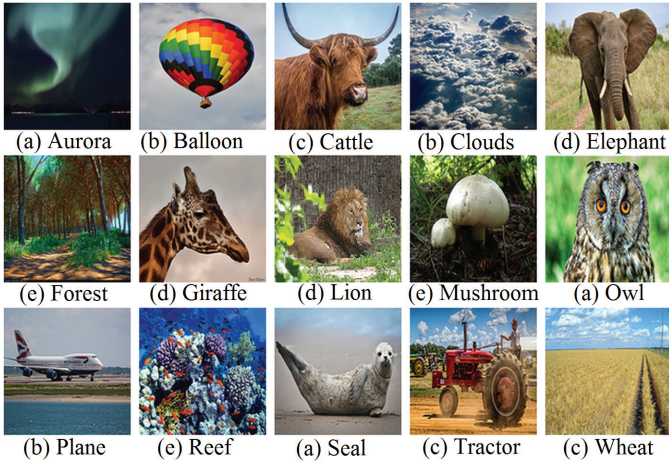 (a) Aurora
(b) Balloon
(c) Cattle
(b) Clouds
(d) Elephant
(e) Forest
(d) Giraffe
(d) Lion
(e) Mushroom
(a) Owl
(b) Plane
(e) Reef
(a) Seal
(c) Tractor
(c) Wheat